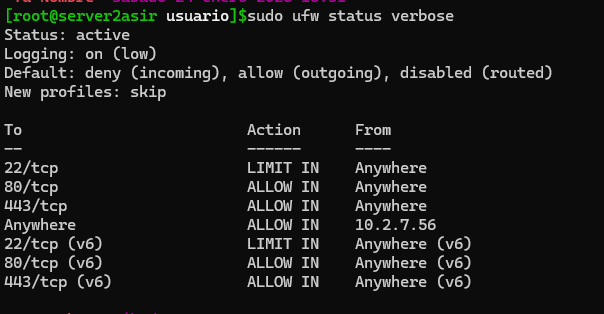 [root@server2asir usuario]$sudo ufw status verbose
Status: active
Logging: on (low)
Default: deny (incoming), allow (outgoing), disabled (routed)
New profiles: skip
To Action From
-- ------ ----
22/tcp LIMIT IN Anywhere
80/tcp ALLOW IN Anywhere
443/tcp ALLOW IN Anywhere
Anywhere ALLOW IN 10.2.7.56
22/tcp (v6) LIMIT IN Anywhere (v6)
80/tcp (v6) ALLOW IN Anywhere (v6)
443/tcp (v6) ALLOW IN Anywhere (v6)